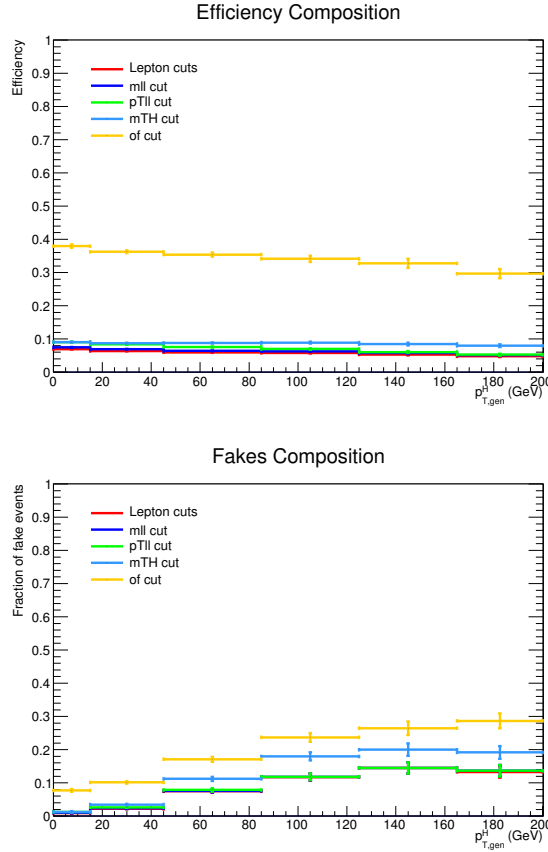 Efficiency Composition
Efficiency
1
0.9
0.8
0.7
0.6
0.5
0.4
0.3
0.2
0.1
0
Lepton cuts
mll cut
pTll cut
mTH cut
of cut
0 20 40 60 80 100 120 140 160 180 200
p^H_T,gen (GeV)
Fakes Composition
Fraction of fake events
1
0.9
0.8
0.7
0.6
0.5
0.4
0.3
0.2
0.1
0
Lepton cuts
mll cut
pTll cut
mTH cut
of cut
0 20 40 60 80 100 120 140 160 180 200
p^H_T,gen (GeV)